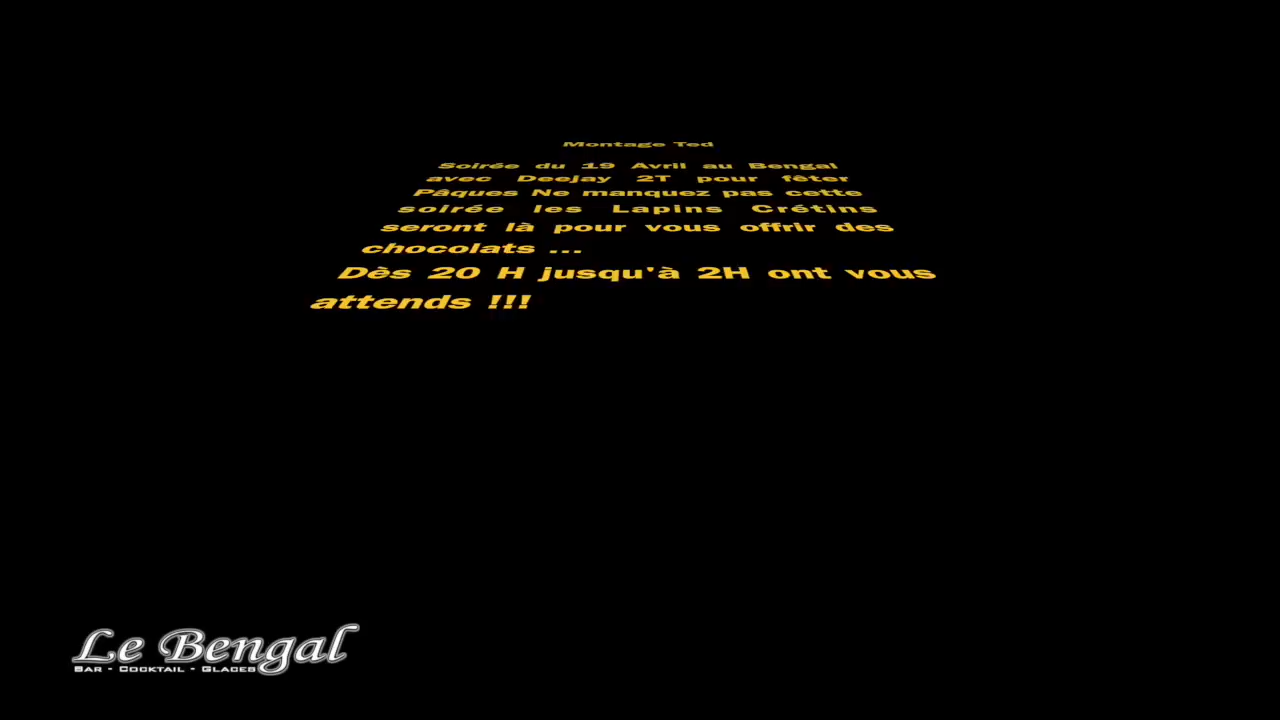 Montage Ted
Soirée du 19 Avril au Bengal
avec Deejay 2T pour fêter
Pâques Ne manquez pas cette
soirée les Lapins Crétins
seront là pour vous offrir des
chocolats ...
Dès 20 H jusqu'à 2H ont vous
attends !!!
Le Bengal
Bar - Cocktail - Glaces